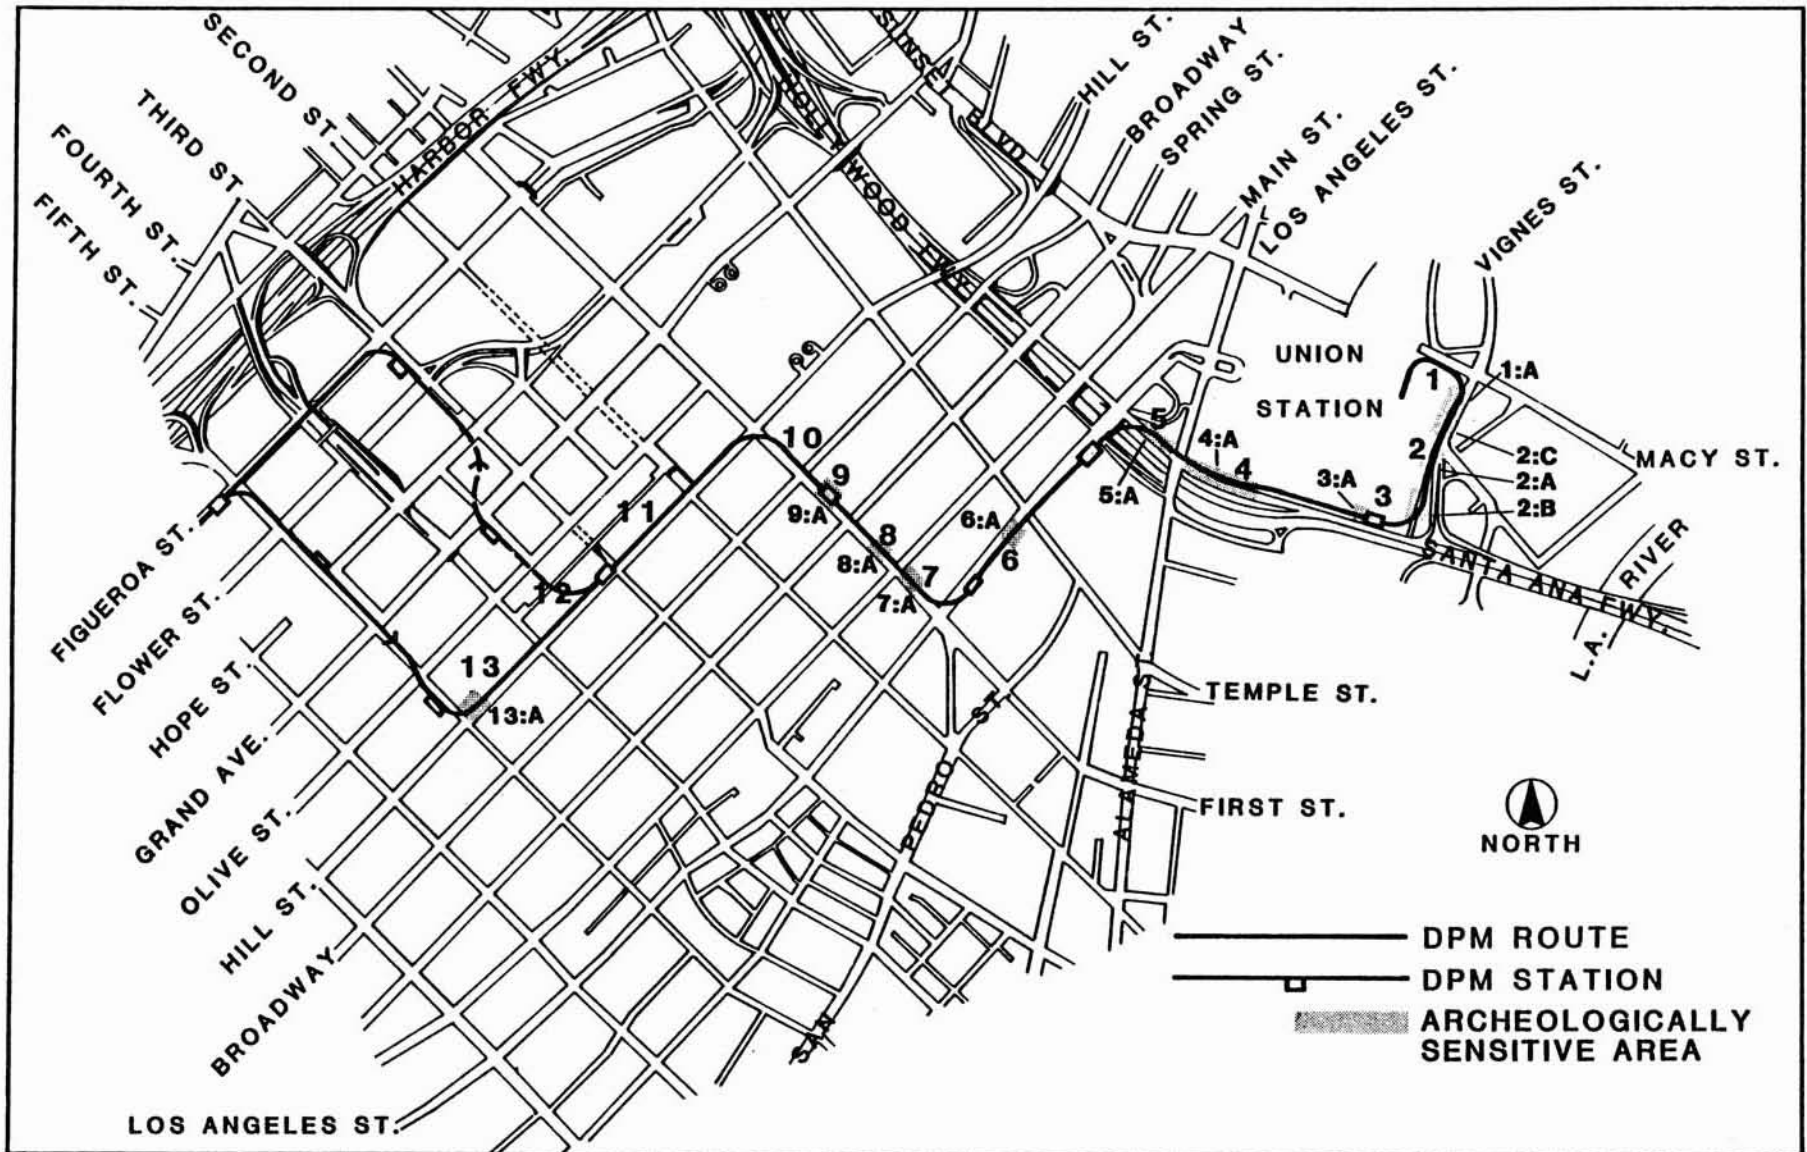 SECOND ST.
THIRD ST.
FOURTH ST.
FIFTH ST.
HARBOR FWY.
HOLLYWOOD FWY.
SUNSET BLVD
HILL ST.
BROADWAY
SPRING ST.
MAIN ST.
LOS ANGELES ST.
VIGNES ST.
UNION
STATION
1
1:A
2
2:C
2:A
2:B
MACY ST.
3:A
3
4:A
4
5
5:A
6:A
6
7
7:A
8
8:A
9
9:A
10
11
12
13
13:A
SANTA ANA FWY.
L.A. RIVER
FIGUEROA ST.
FLOWER ST.
HOPE ST.
GRAND AVE.
OLIVE ST.
HILL ST.
BROADWAY
LOS ANGELES ST.
SAN PEDRO ST
ALAMEDA ST
TEMPLE ST.
FIRST ST.
NORTH
DPM ROUTE
DPM STATION
ARCHEOLOGICALLY
SENSITIVE AREA